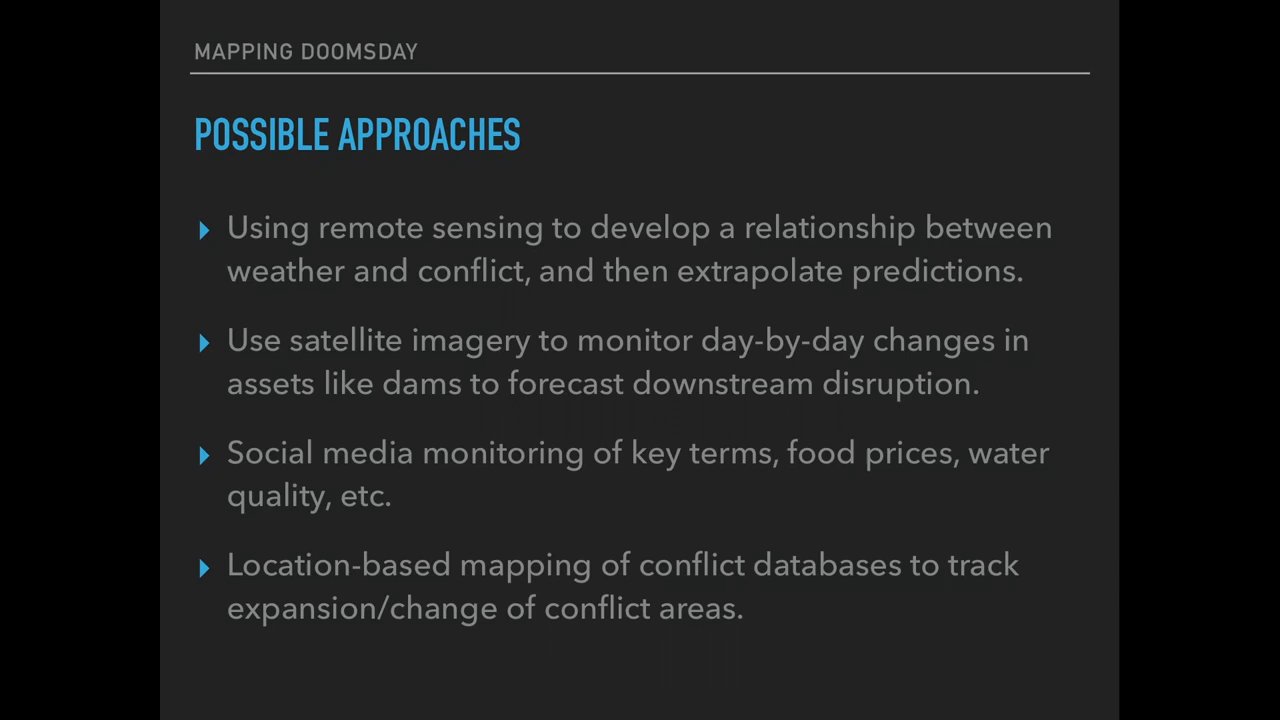 MAPPING DOOMSDAY
POSSIBLE APPROACHES
Using remote sensing to develop a relationship between
weather and conflict, and then extrapolate predictions.
Use satellite imagery to monitor day-by-day changes in
assets like dams to forecast downstream disruption.
Social media monitoring of key terms, food prices, water
quality, etc.
Location-based mapping of conflict databases to track
expansion/change of conflict areas.